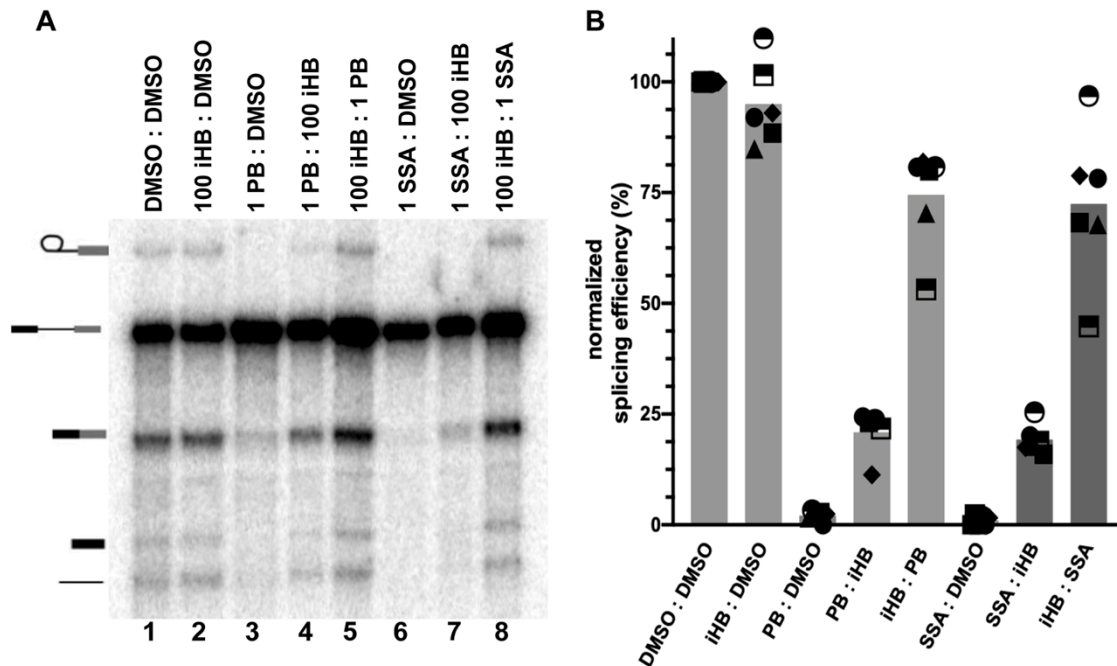 A
DMSO : DMSO
100 iHB : DMSO
1 PB : DMSO
1 PB : 100 iHB
100 iHB : 1 PB
1 SSA : DMSO
1 SSA : 100 iHB
100 iHB : 1 SSA
1 2 3 4 5 6 7 8
B
normalized
splicing efficiency (%)
100
75
50
25
0
DMSO : DMSO
iHB : DMSO
PB : DMSO
PB : iHB
iHB : PB
SSA : DMSO
SSA : iHB
iHB : SSA